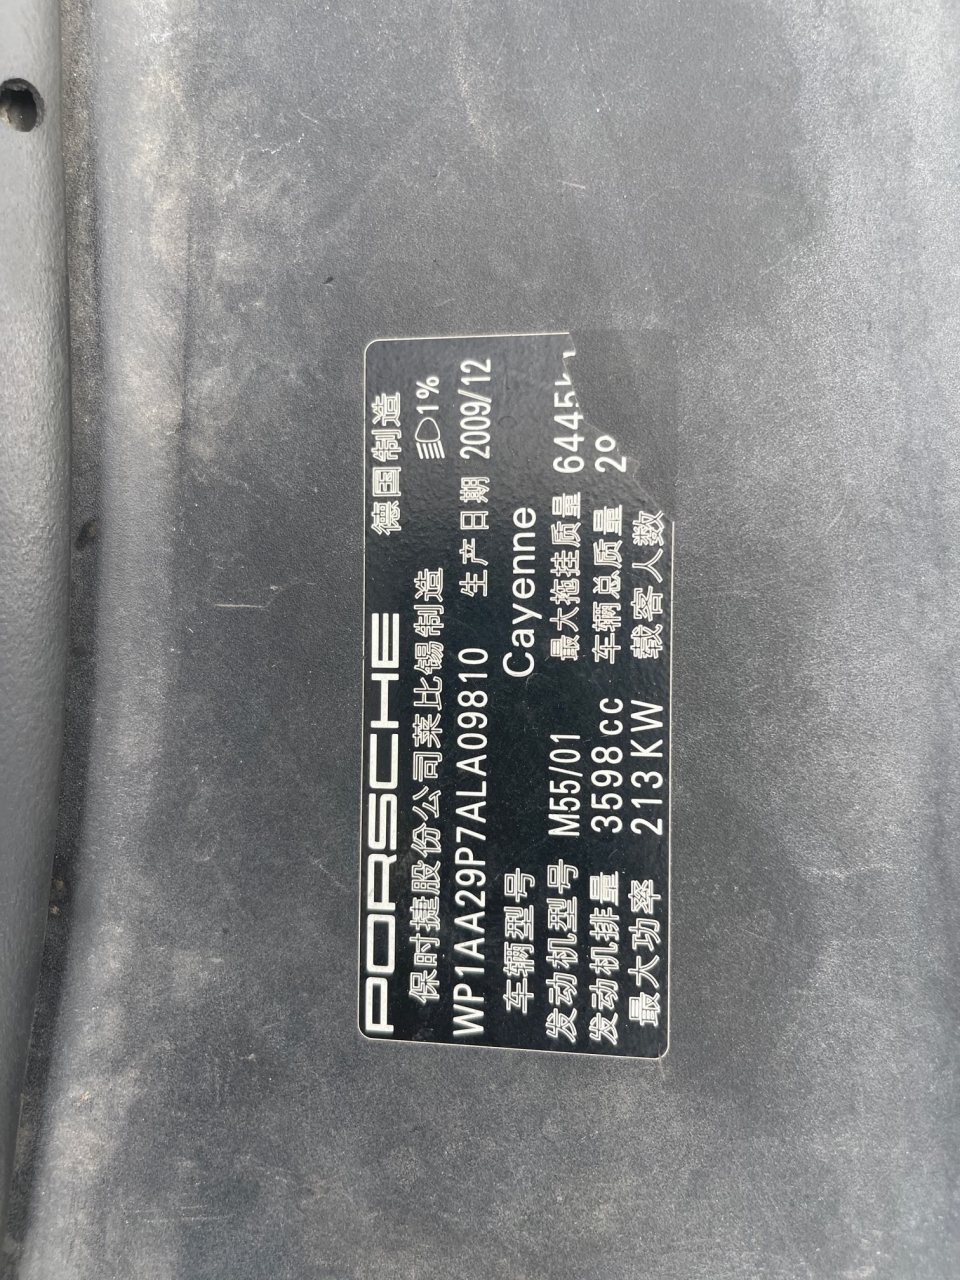 PORSCHE 德国制造
保时捷股份公司莱比锡制造 1%
WP1AA29P7ALA09810 生产日期 2009/12
车辆型号 Cayenne
发动机型号 M55/01 最大拖挂质量 6445
发动机排量 3598 cc 车辆总质量
最大功率 213 KW 载客人数